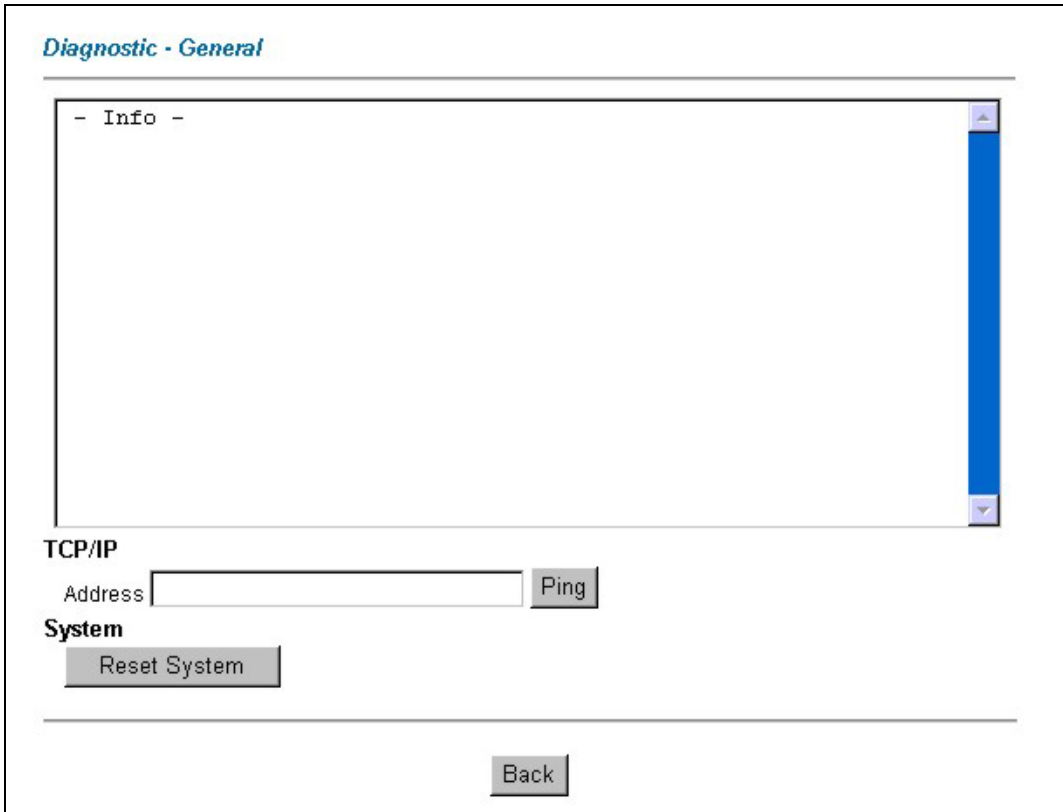 Diagnostic - General
- Info -
TCP/IP
Address Ping
System
Reset System
Back